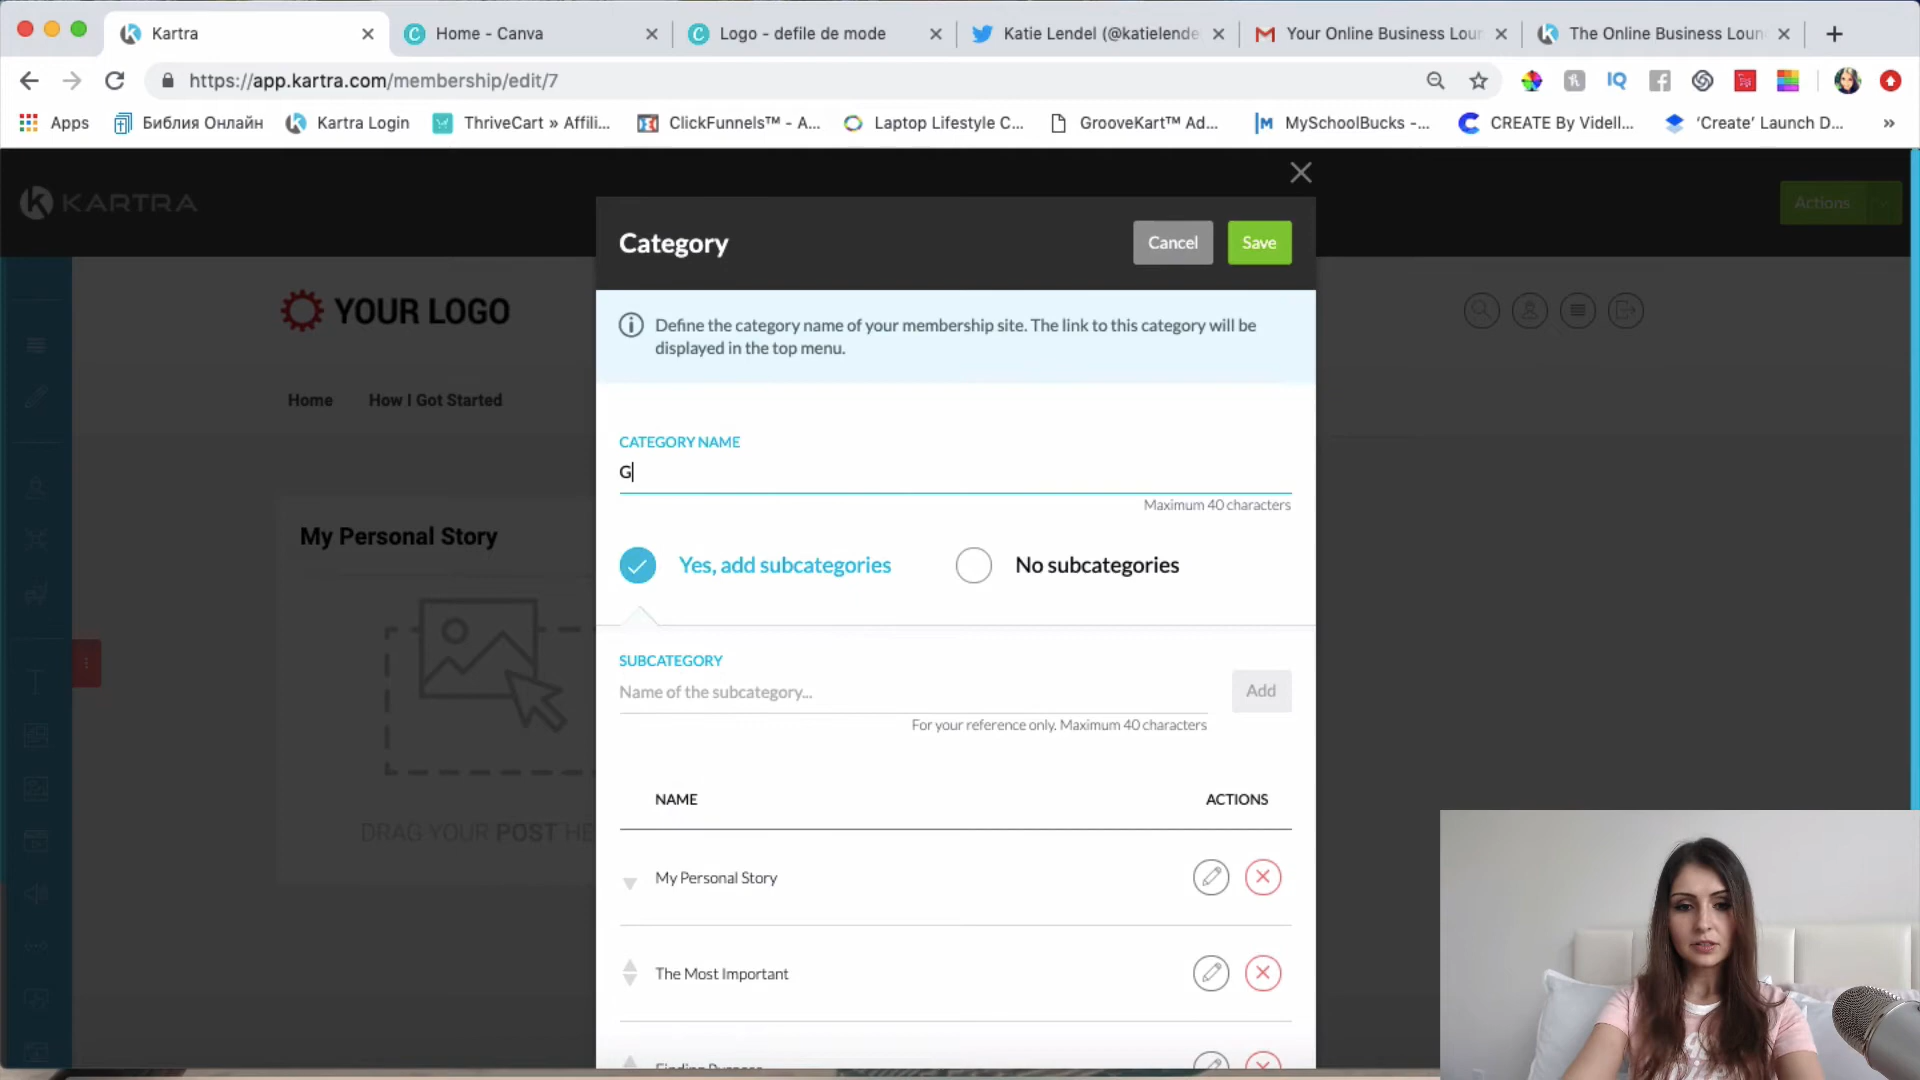 Kartra
Home - Canva
Logo - defile de mode
Katie Lendel (@katielende
Your Online Business Loun
The Online Business Loun
https://app.kartra.com/membership/edit/7
Apps
Библия Онлайн
Kartra Login
ThriveCart » Affili...
ClickFunnels™ - A...
Laptop Lifestyle C...
GrooveKart™ Ad...
MySchoolBucks -...
CREATE By Videll...
‘Create’ Launch D...
»
KARTRA
Actions
Category
Cancel
Save
YOUR LOGO
Define the category name of your membership site. The link to this category will be
displayed in the top menu.
Home
How I Got Started
CATEGORY NAME
G
Maximum 40 characters
My Personal Story
Yes, add subcategories
No subcategories
SUBCATEGORY
Name of the subcategory...
Add
For your reference only. Maximum 40 characters
NAME
ACTIONS
DRAG YOUR POST HE
My Personal Story
The Most Important